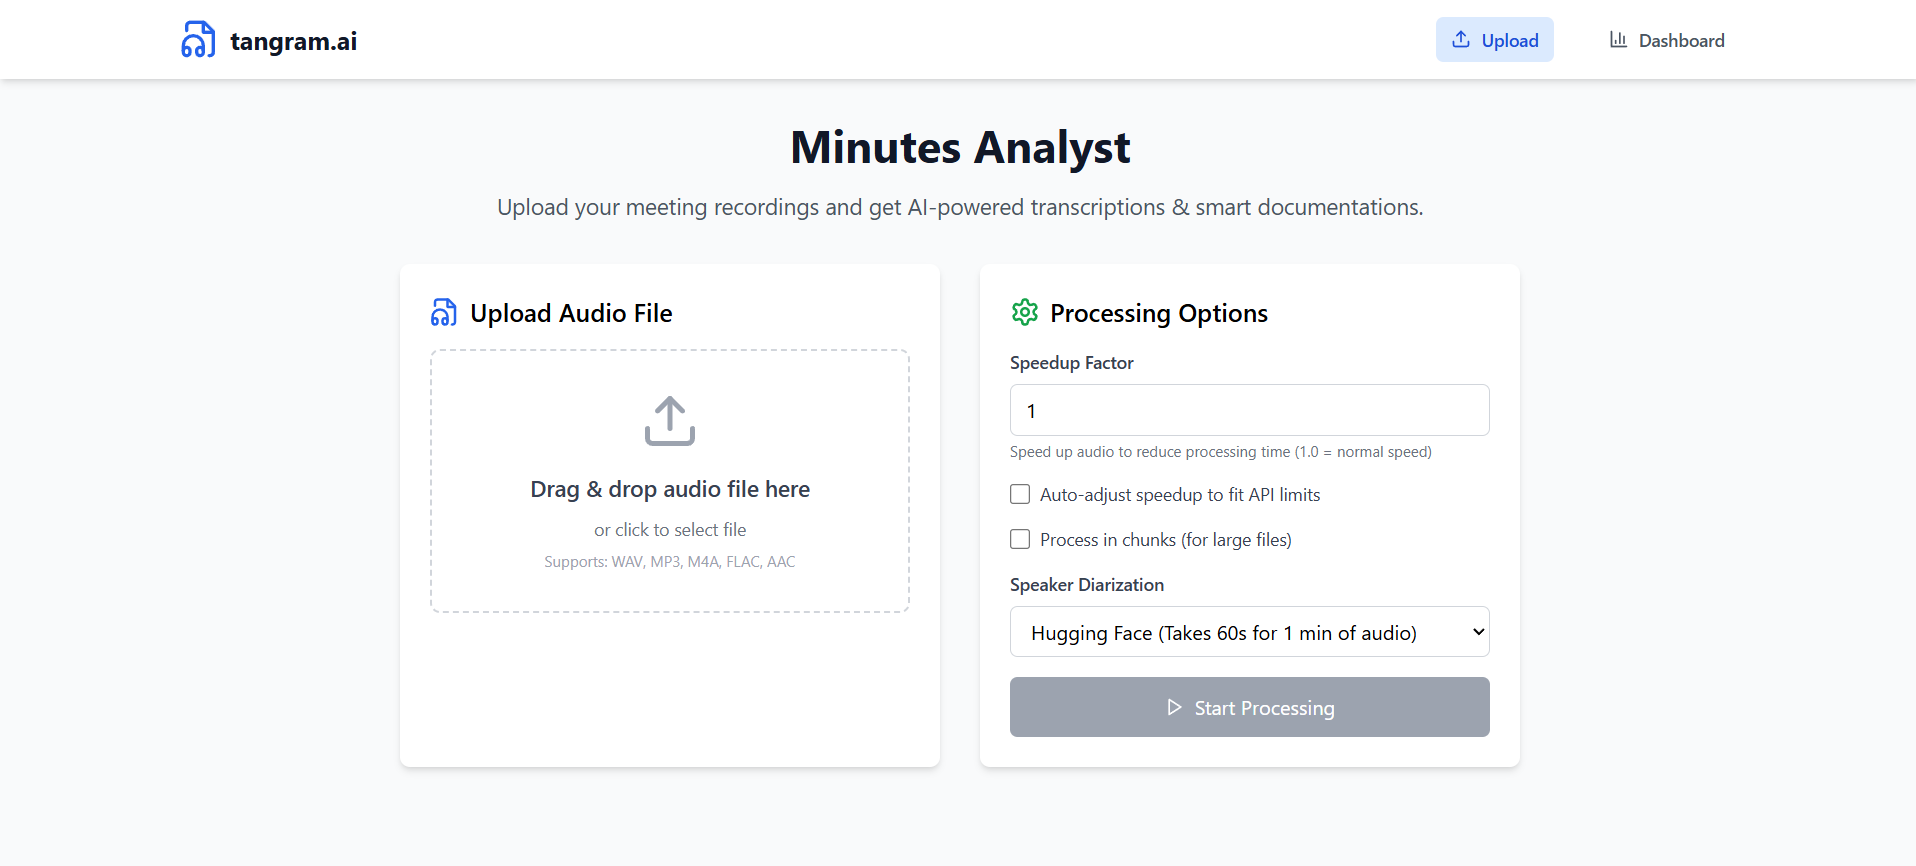 tangram.ai
Upload
Dashboard
Minutes Analyst
Upload your meeting recordings and get AI-powered transcriptions & smart documentations.
Upload Audio File
Drag & drop audio file here
or click to select file
Supports: WAV, MP3, M4A, FLAC, AAC
Processing Options
Speedup Factor
1
Speed up audio to reduce processing time (1.0 = normal speed)
Auto-adjust speedup to fit API limits
Process in chunks (for large files)
Speaker Diarization
Hugging Face (Takes 60s for 1 min of audio)
Start Processing